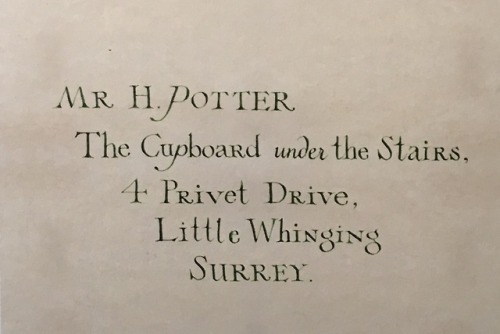 Mr H. Potter
The Cupboard under the Stairs,
4 Privet Drive,
Little Whinging
Surrey.